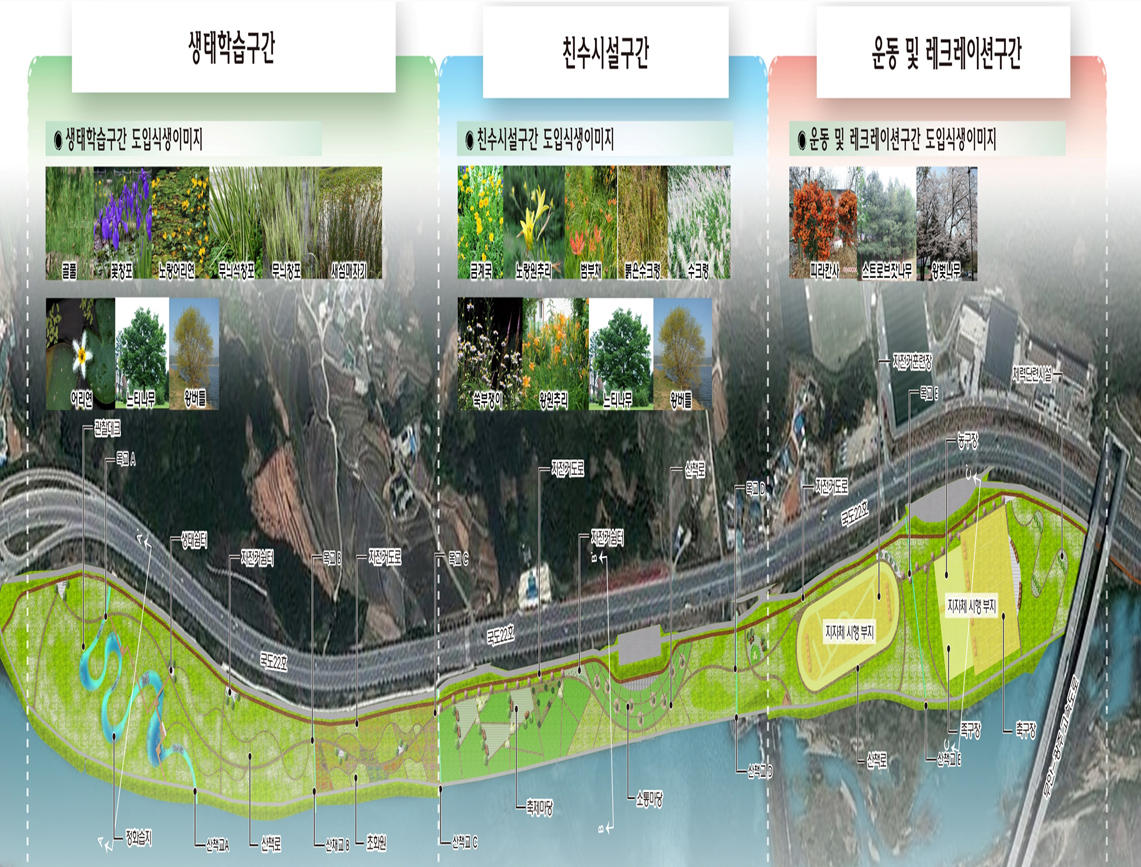 생태학습구간
친수시설구간
운동 및 레크레이션구간
생태학습구간 도입식생이미지
친수시설구간 도입식생이미지
운동 및 레크레이션구간 도입식생이미지
골풀
꽃창포
노랑어리연
무늬석창포
무늬창포
세섬매자기
금계국
노랑원추리
범부채
붉은수크령
수크령
피라칸사
스트로브잣나무
왕벚나무
어리연
느티나무
왕버들
쑥부쟁이
왕원추리
느티나무
왕버들
관찰데크
목교 A
생태쉼터
자전거쉼터
목교 B
자전거도로
목교 C
자전거도로
자전거쉼터
산책로
목교 D
자전거도로
자전거훈련장
목교 E
체력단련시설
농구장
국도22호
국도22호
국도22호
지자체 시행 부지
지자체 시행 부지
정화습지
산책교A
산책로
산책교 B
초화원
산책교 C
축제마당
소통마당
산책교 D
산책로
산책교 E
족구장
축구장
B
B